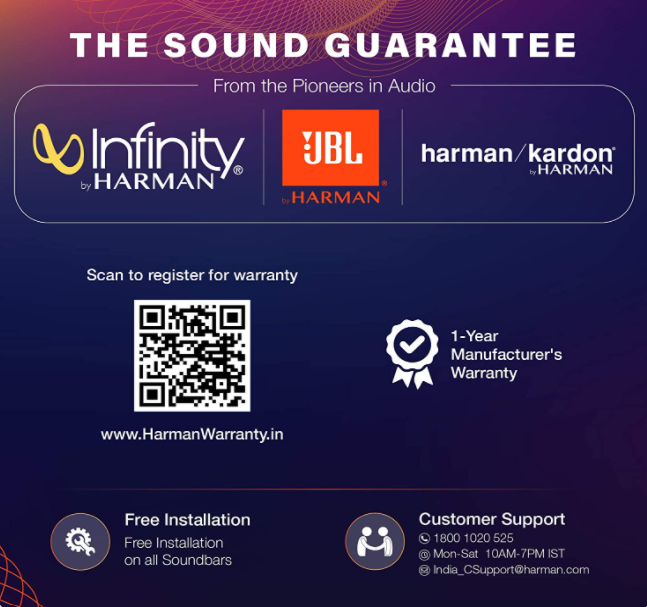 THE SOUND GUARANTEE
From the Pioneers in Audio
Infinity®
by HARMAN
JBL
®
by HARMAN
harman/kardon®
by HARMAN
Scan to register for warranty
www.HarmanWarranty.in
1-Year
Manufacturer's
Warranty
Free Installation
Free Installation
on all Soundbars
Customer Support
1800 1020 525
Mon-Sat 10AM-7PM IST
India_CSupport@harman.com